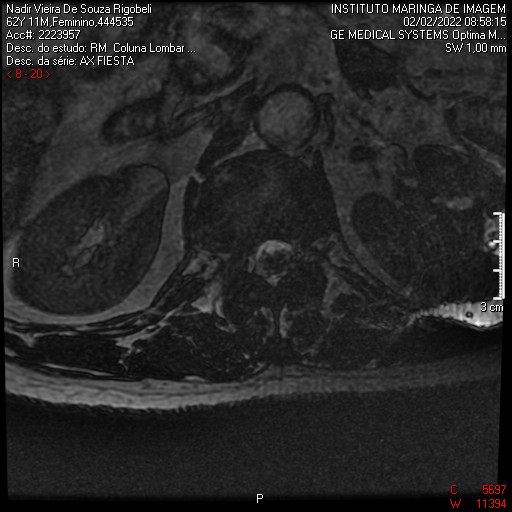 Nadir Vieira De Souza Rigobeli
62Y 11M,Feminino,444535
Acc#: 2223957
Desc. do estudo: RM  Coluna Lombar ...
Desc. da série: AX FIESTA
< 8 - 20 >
INSTITUTO MARINGA DE IMAGEM
02/02/2022 08:58:15
GE MEDICAL SYSTEMS Optima M...
SW 1,00 mm
R
3 cm
P
C 5697
W 11394